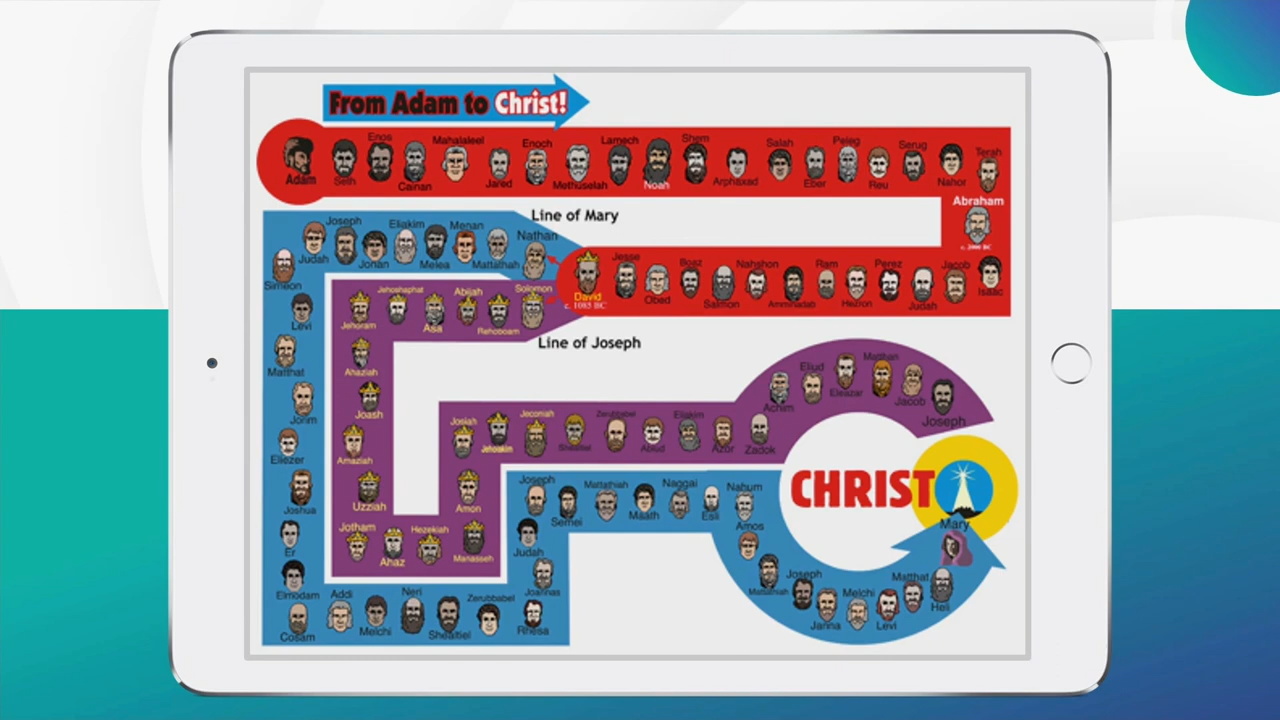 From Adam to Christ!
Adam
Seth
Enos
Cainan
Mahalaleel
Jared
Enoch
Methuselah
Lamech
Noah
Shem
Arphaxad
Salah
Eber
Peleg
Reu
Serug
Nahor
Terah
Abraham
c. 2000 BC
Isaac
Jacob
Judah
Perez
Hezron
Ram
Amminadab
Nahshon
Salmon
Boaz
Obed
Jesse
David
c. 1085 BC
Line of Mary
Nathan
Mattathah
Menan
Melea
Eliakim
Jonan
Joseph
Judah
Simeon
Levi
Matthat
Jorim
Eliezer
Joshua
Er
Elmodam
Cosam
Addi
Melchi
Neri
Shealtiel
Zerubbabel
Rhesa
Joannas
Judah
Joseph
Semei
Mattathiah
Maath
Naggai
Esli
Nahum
Amos
Mattathiah
Joseph
Janna
Melchi
Levi
Matthat
Heli
Mary
Line of Joseph
Solomon
Rehoboam
Abijah
Asa
Jehoshaphat
Jehoram
Ahaziah
Joash
Amaziah
Uzziah
Jotham
Ahaz
Hezekiah
Manasseh
Amon
Josiah
Jehoakim
Jeconiah
Shealtiel
Zerubbabel
Abiud
Eliakim
Azor
Zadok
Achim
Eliud
Eleazar
Matthan
Jacob
Joseph
CHRIST